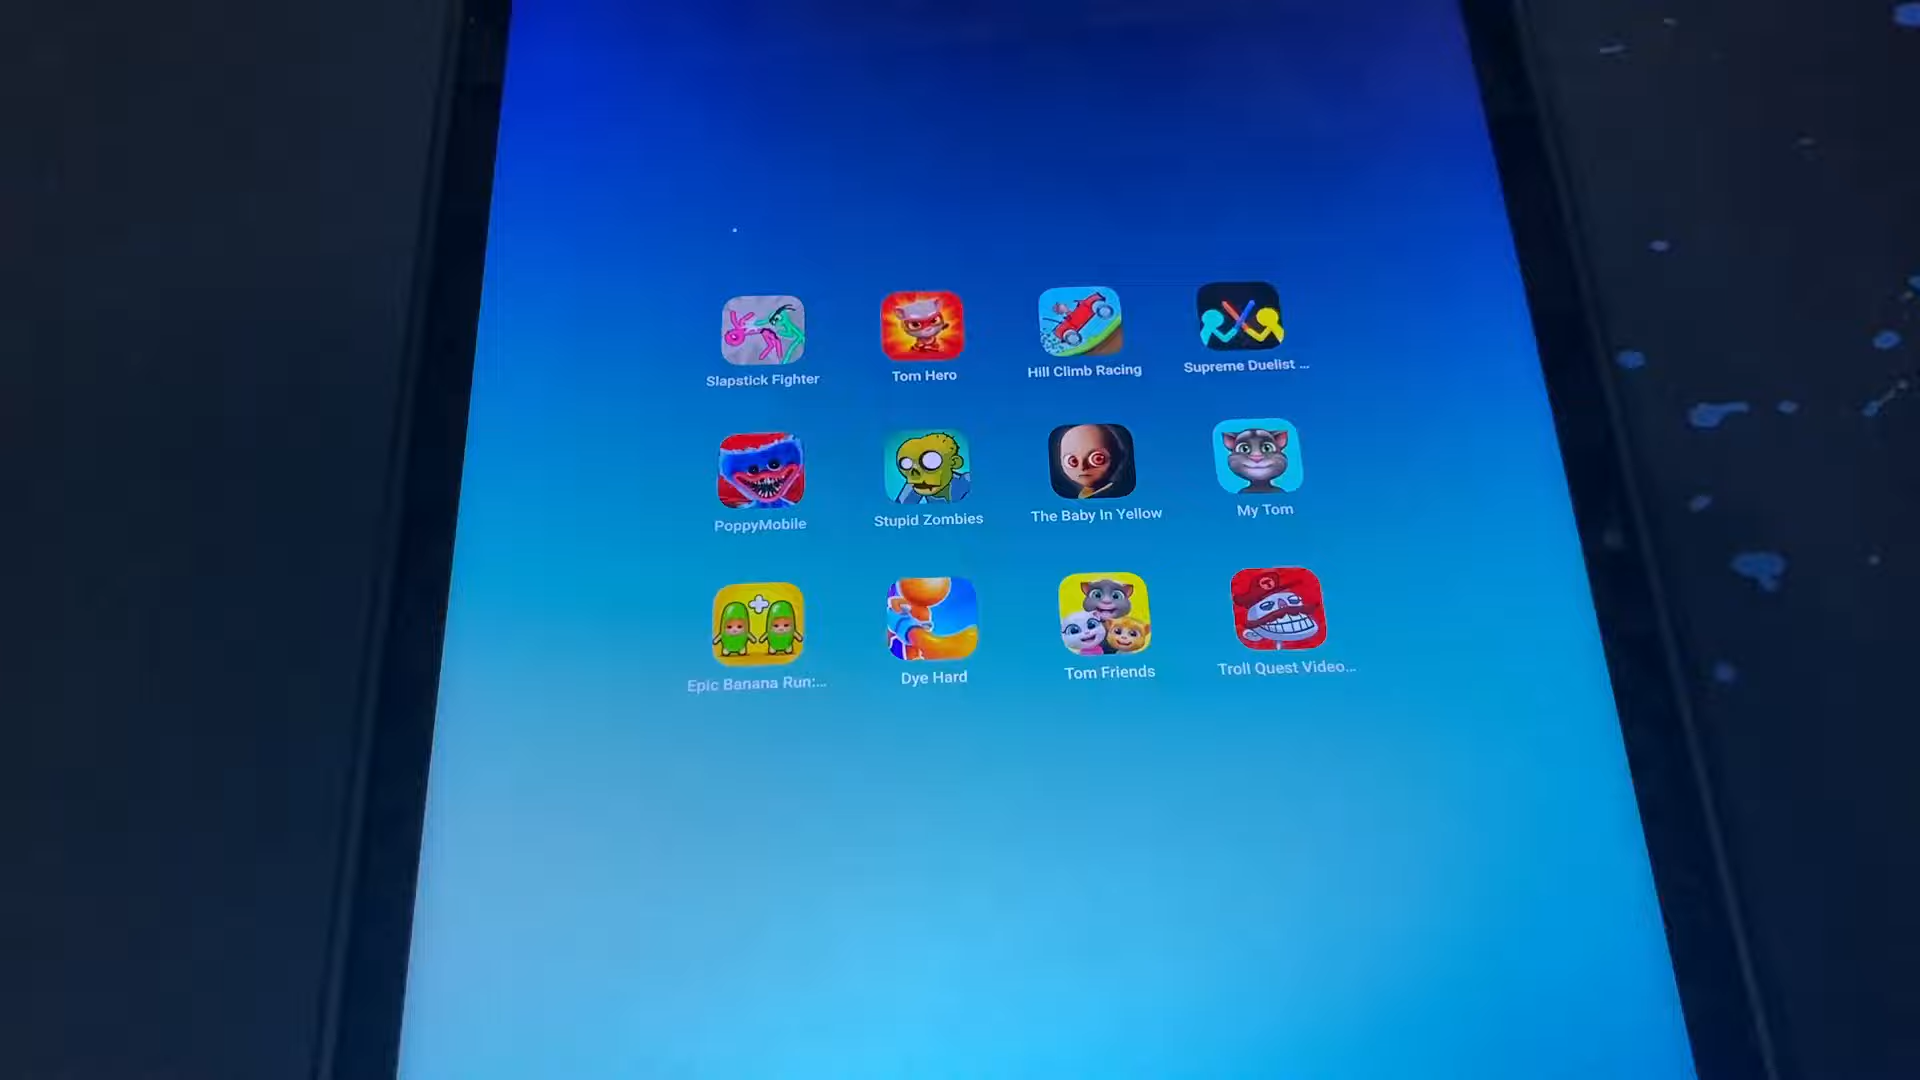 Slapstick Fighter
Tom Hero
Hill Climb Racing
Supreme Duelist ...
PoppyMobile
Stupid Zombies
The Baby In Yellow
My Tom
Epic Banana Run:...
Dye Hard
Tom Friends
Troll Quest Video...